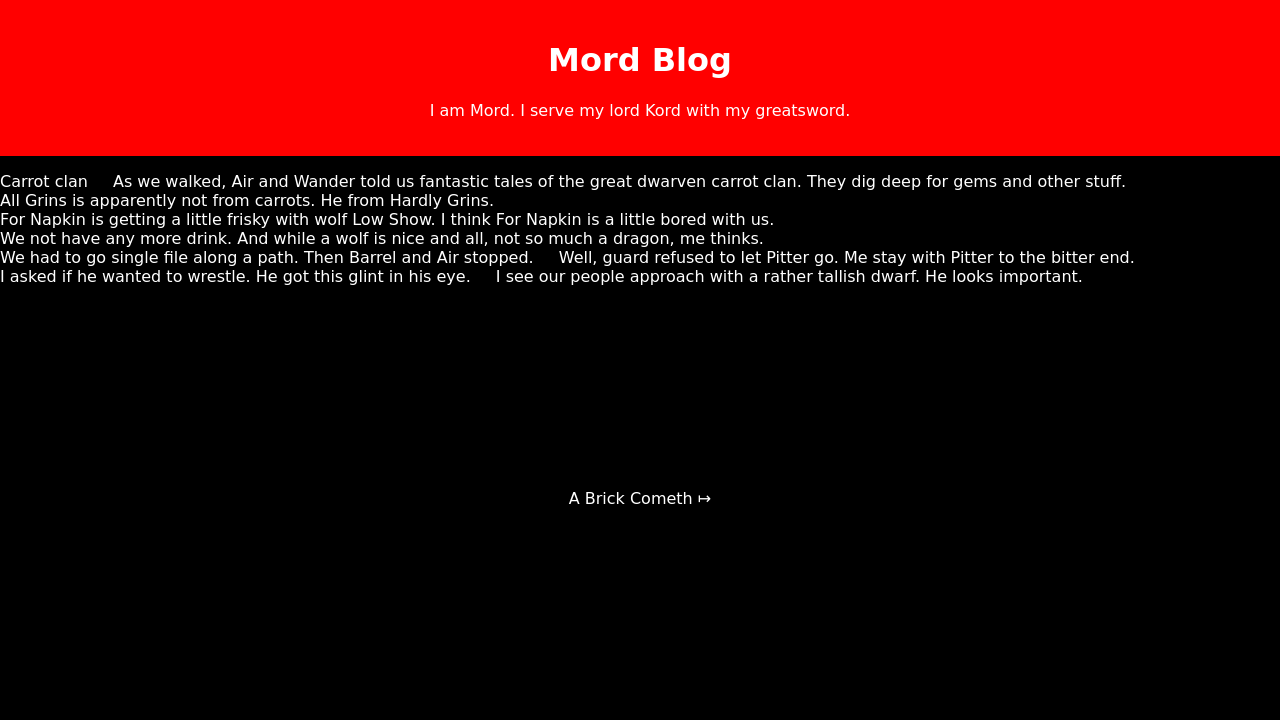 Mord Blog
I am Mord. I serve my lord Kord with my greatsword.
Carrot clan As we walked, Air and Wander told us fantastic tales of the great dwarven carrot clan. They dig deep for gems and other stuff.
All Grins is apparently not from carrots. He from Hardly Grins.
For Napkin is getting a little frisky with wolf Low Show. I think For Napkin is a little bored with us.
We not have any more drink. And while a wolf is nice and all, not so much a dragon, me thinks.
We had to go single file along a path. Then Barrel and Air stopped. Well, guard refused to let Pitter go. Me stay with Pitter to the bitter end.
I asked if he wanted to wrestle. He got this glint in his eye. I see our people approach with a rather tallish dwarf. He looks important.
A Brick Cometh ↦